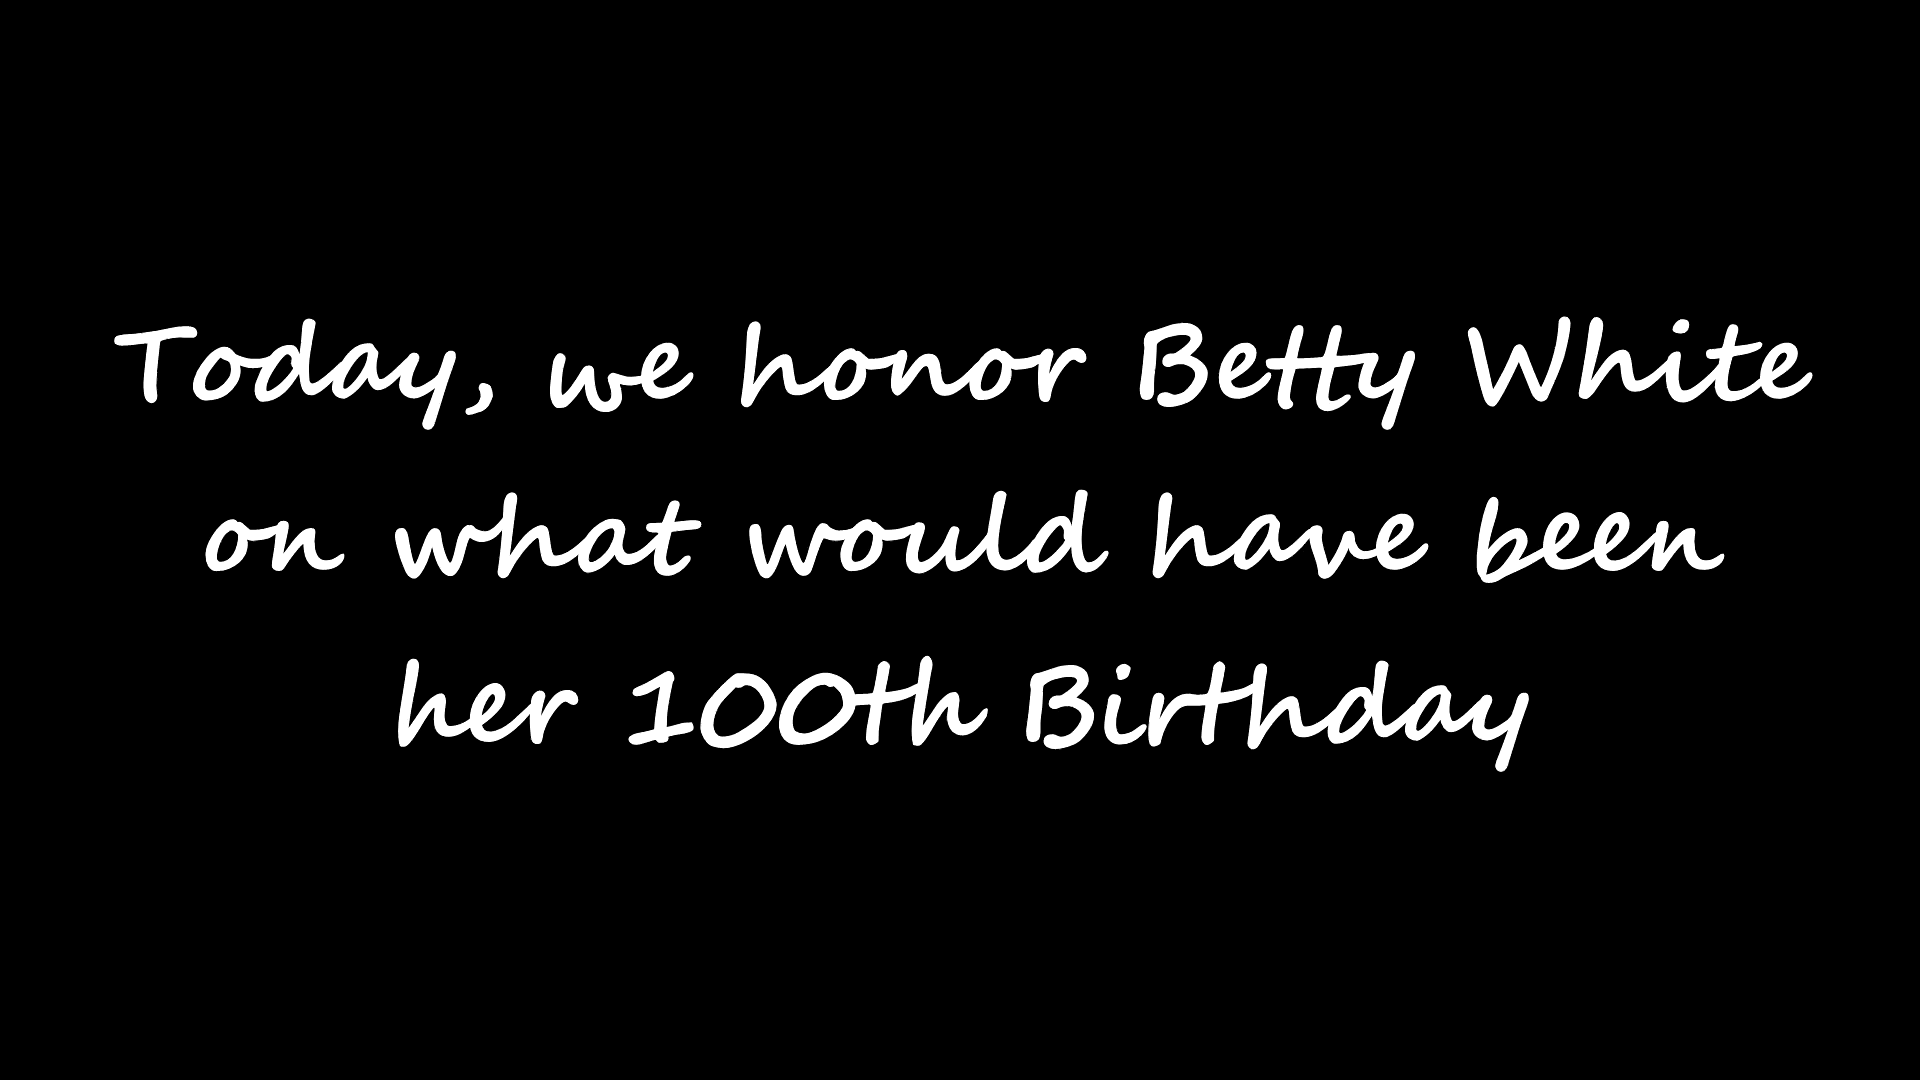 Today, we honor Betty White
on what would have been
her 100th Birthday